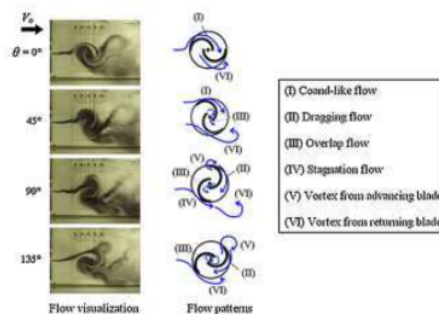 V₀
θ = 0°
45°
90°
135°
Flow visualization
(I)
(VI)
(I)
(III)
(VI)
(V)
(III)
(II)
(IV)
(VI)
(V)
(III)
(II)
(VI)
Flow patterns
(I) Coand-like flow
(II) Dragging flow
(III) Overlap flow
(IV) Stagnation flow
(V) Vortex from advancing blade
(VI) Vortex from returning blade